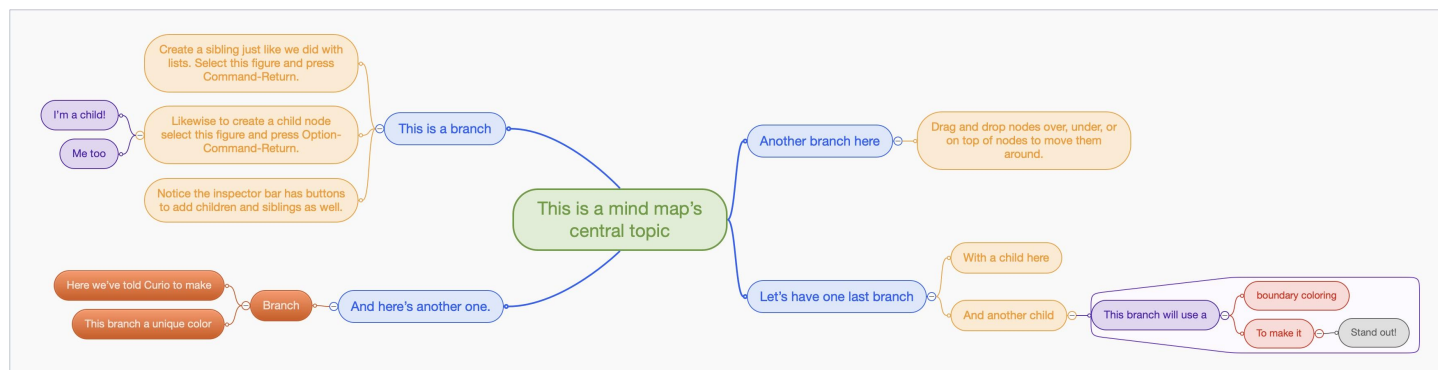 Create a sibling just like we did with
lists. Select this figure and press
Command-Return.
I'm a child!
Me too
Likewise to create a child node
select this figure and press Option-
Command-Return.
Notice the inspector bar has buttons
to add children and siblings as well.
This is a branch
Here we've told Curio to make
This branch a unique color
Branch
And here's another one.
This is a mind map's
central topic
Another branch here
Drag and drop nodes over, under, or
on top of nodes to move them
around.
Let's have one last branch
With a child here
And another child
This branch will use a
boundary coloring
To make it
Stand out!